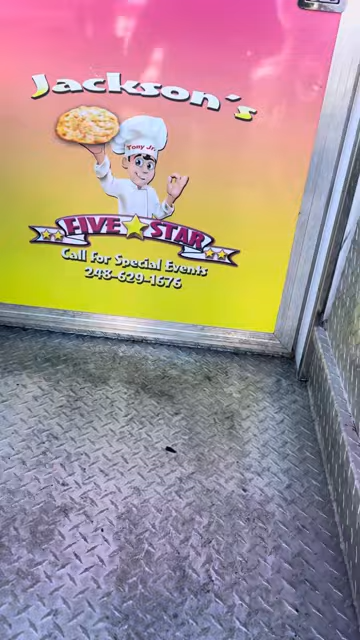 Jackson's
Tony Jr.
FIVE STAR
Call For Special Events
248-629-1676